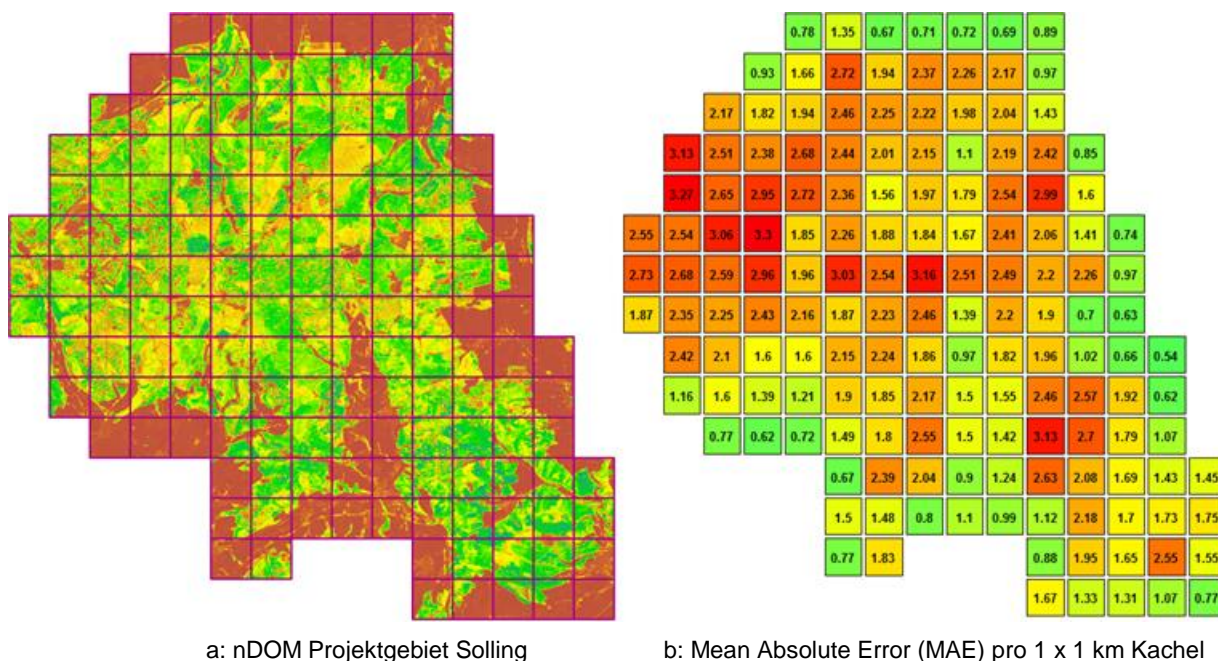 0.78 1.35 0.67 0.71 0.72 0.69 0.89
0.93 1.66 2.72 1.94 2.37 2.26 2.17 0.97
2.17 1.82 1.94 2.46 2.25 2.22 1.98 2.04 1.43
3.13 2.51 2.38 2.68 2.44 2.01 2.15 1.1 2.19 2.42 0.85
3.27 2.65 2.95 2.72 2.36 1.56 1.97 1.79 2.54 2.99 1.6
2.55 2.54 3.06 3.3 1.85 2.26 1.88 1.84 1.67 2.41 2.06 1.41 0.74
2.73 2.68 2.59 2.96 1.96 3.03 2.54 3.16 2.51 2.49 2.2 2.26 0.97
1.87 2.35 2.25 2.43 2.16 1.87 2.23 2.46 1.39 2.2 1.9 0.7 0.63
2.42 2.1 1.6 1.6 2.15 2.24 1.86 0.97 1.82 1.96 1.02 0.66 0.54
1.16 1.6 1.39 1.21 1.9 1.85 2.17 1.5 1.55 2.46 2.57 1.92 0.62
0.77 0.62 0.72 1.49 1.8 2.55 1.5 1.42 3.13 2.7 1.79 1.07
0.67 2.39 2.04 0.9 1.24 2.63 2.08 1.69 1.43 1.45
1.5 1.48 0.8 1.1 0.99 1.12 2.18 1.7 1.73 1.75
0.77 1.83 0.88 1.95 1.65 2.55 1.55
1.67 1.33 1.31 1.07 0.77
a: nDOM Projektgebiet Solling
b: Mean Absolute Error (MAE) pro 1 x 1 km Kachel